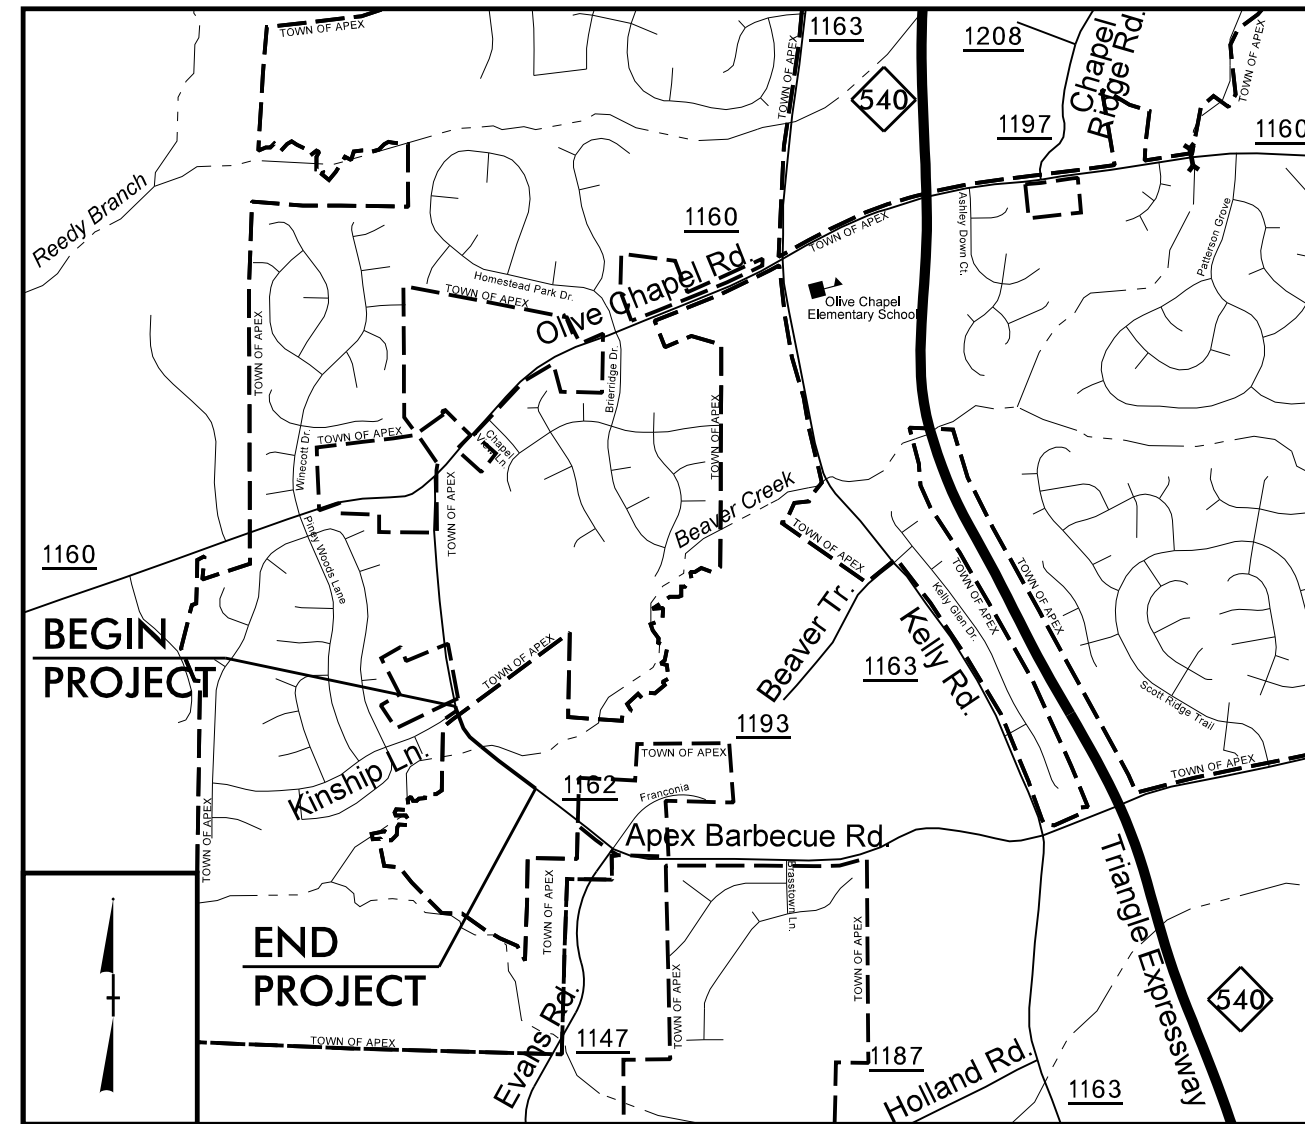 TOWN OF APEX
1163
1208
Chapel
Ridge Rd.
TOWN OF APEX
TOWN OF APEX
540
1197
1160
Reedy Branch
1160
Ashley Down Ct.
Patterson Grove
TOWN OF APEX
Olive Chapel Rd.
Homestead Park Dr.
TOWN OF APEX
Olive Chapel
Elementary School
TOWN OF APEX
Brierridge Dr.
TOWN OF APEX
TOWN OF APEX
Winecott Dr.
Chapel
View Ln
TOWN OF APEX
Beaver Creek
Piney Woods Lane
TOWN OF APEX
1160
TOWN OF APEX
TOWN OF APEX
Kelly Glen Dr.
Beaver Tr.
Kelly Rd.
BEGIN
PROJECT
TOWN OF APEX
1163
Scott Ridge Trail
1193
TOWN OF APEX
TOWN OF APEX
Kinship Ln.
1162
Franconia
Apex Barbecue Rd.
TOWN OF APEX
Triangle Expressway
Brasstown Ln.
TOWN OF APEX
END
PROJECT
TOWN OF APEX
TOWN OF APEX
540
Evans Rd.
TOWN OF APEX
1147
1187
Holland Rd.
1163